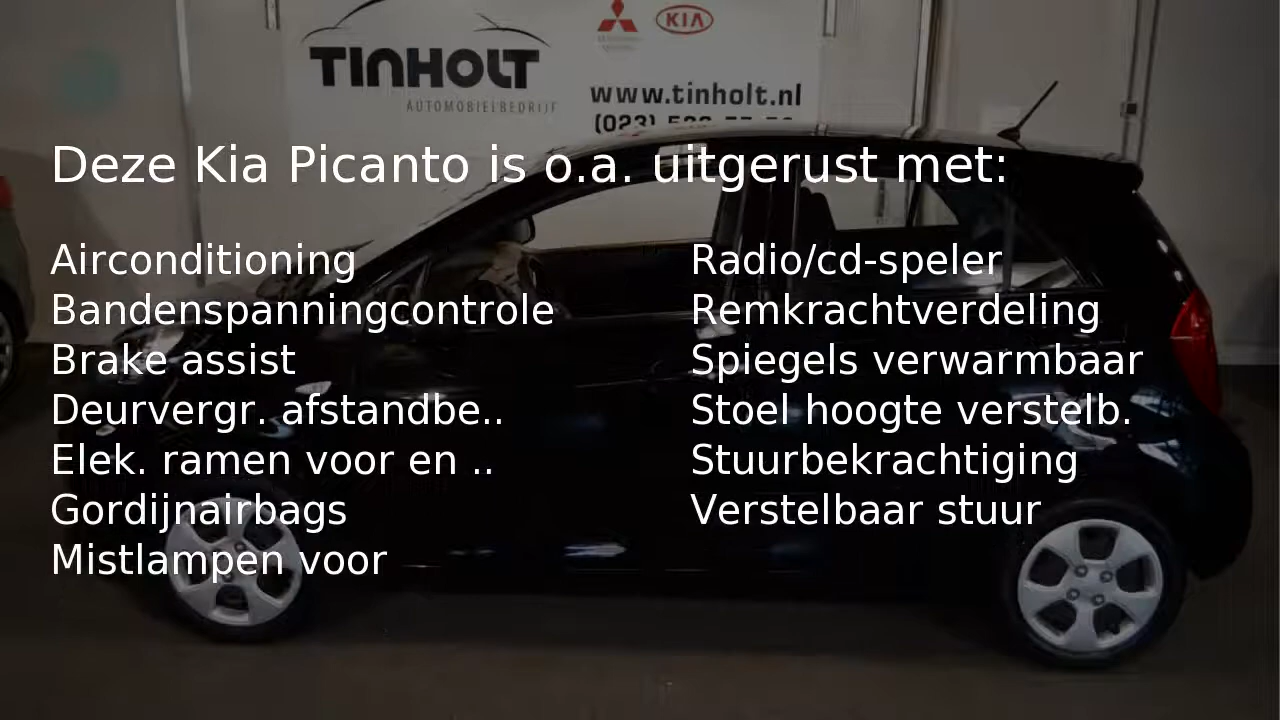 KIA
TINHOLT
AUTOMOBIELBEDRIJF
www.tinholt.nl
Deze Kia Picanto is o.a. uitgerust met:
Airconditioning
Bandenspanningcontrole
Brake assist
Deurvergr. afstandbe..
Elek. ramen voor en ..
Gordijnairbags
Mistlampen voor
Radio/cd-speler
Remkrachtverdeling
Spiegels verwarmbaar
Stoel hoogte verstelb.
Stuurbekrachtiging
Verstelbaar stuur